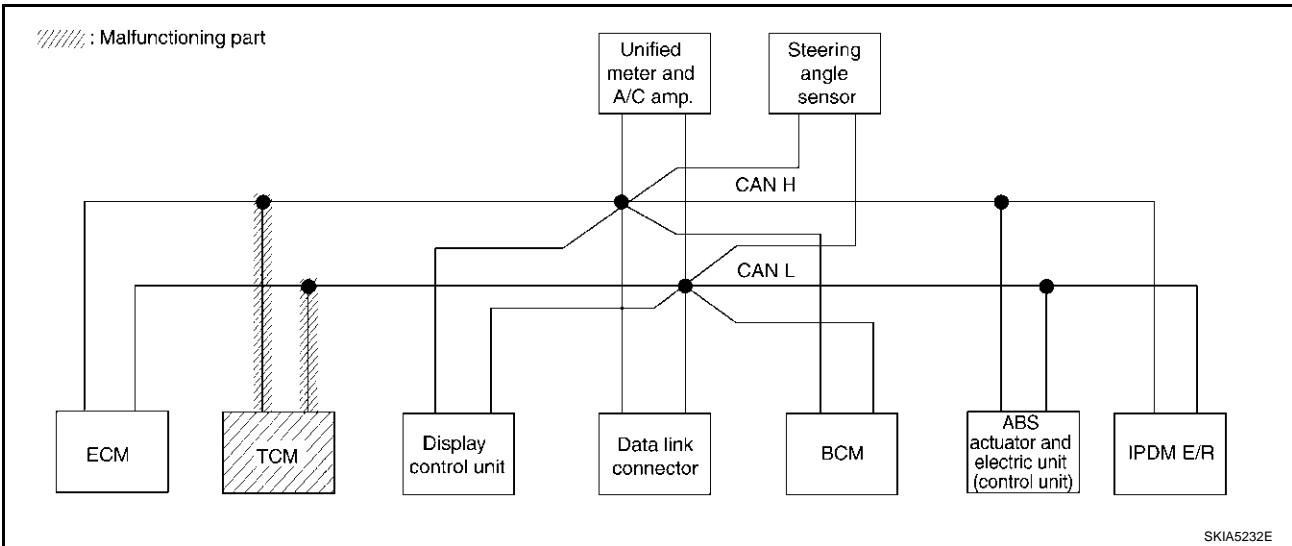 : Malfunctioning part
Unified
meter and
A/C amp.
Steering
angle
sensor
CAN H
CAN L
ECM
TCM
Display
control unit
Data link
connector
BCM
ABS
actuator and
electric unit
(control unit)
IPDM E/R
SKIA5232E